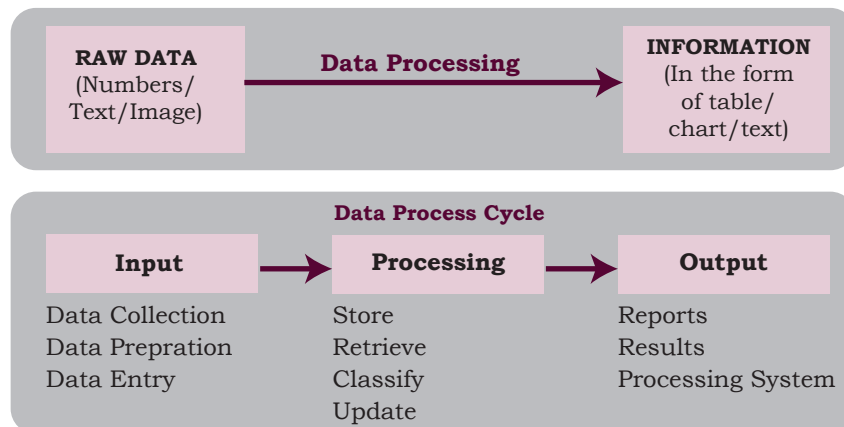 RAW DATA
(Numbers/
Text/Image)
Data Processing
INFORMATION
(In the form
of table/
chart/text)
Data Process Cycle
Input
Processing
Output
Data Collection
Data Prepration
Data Entry
Store
Retrieve
Classify
Update
Reports
Results
Processing System